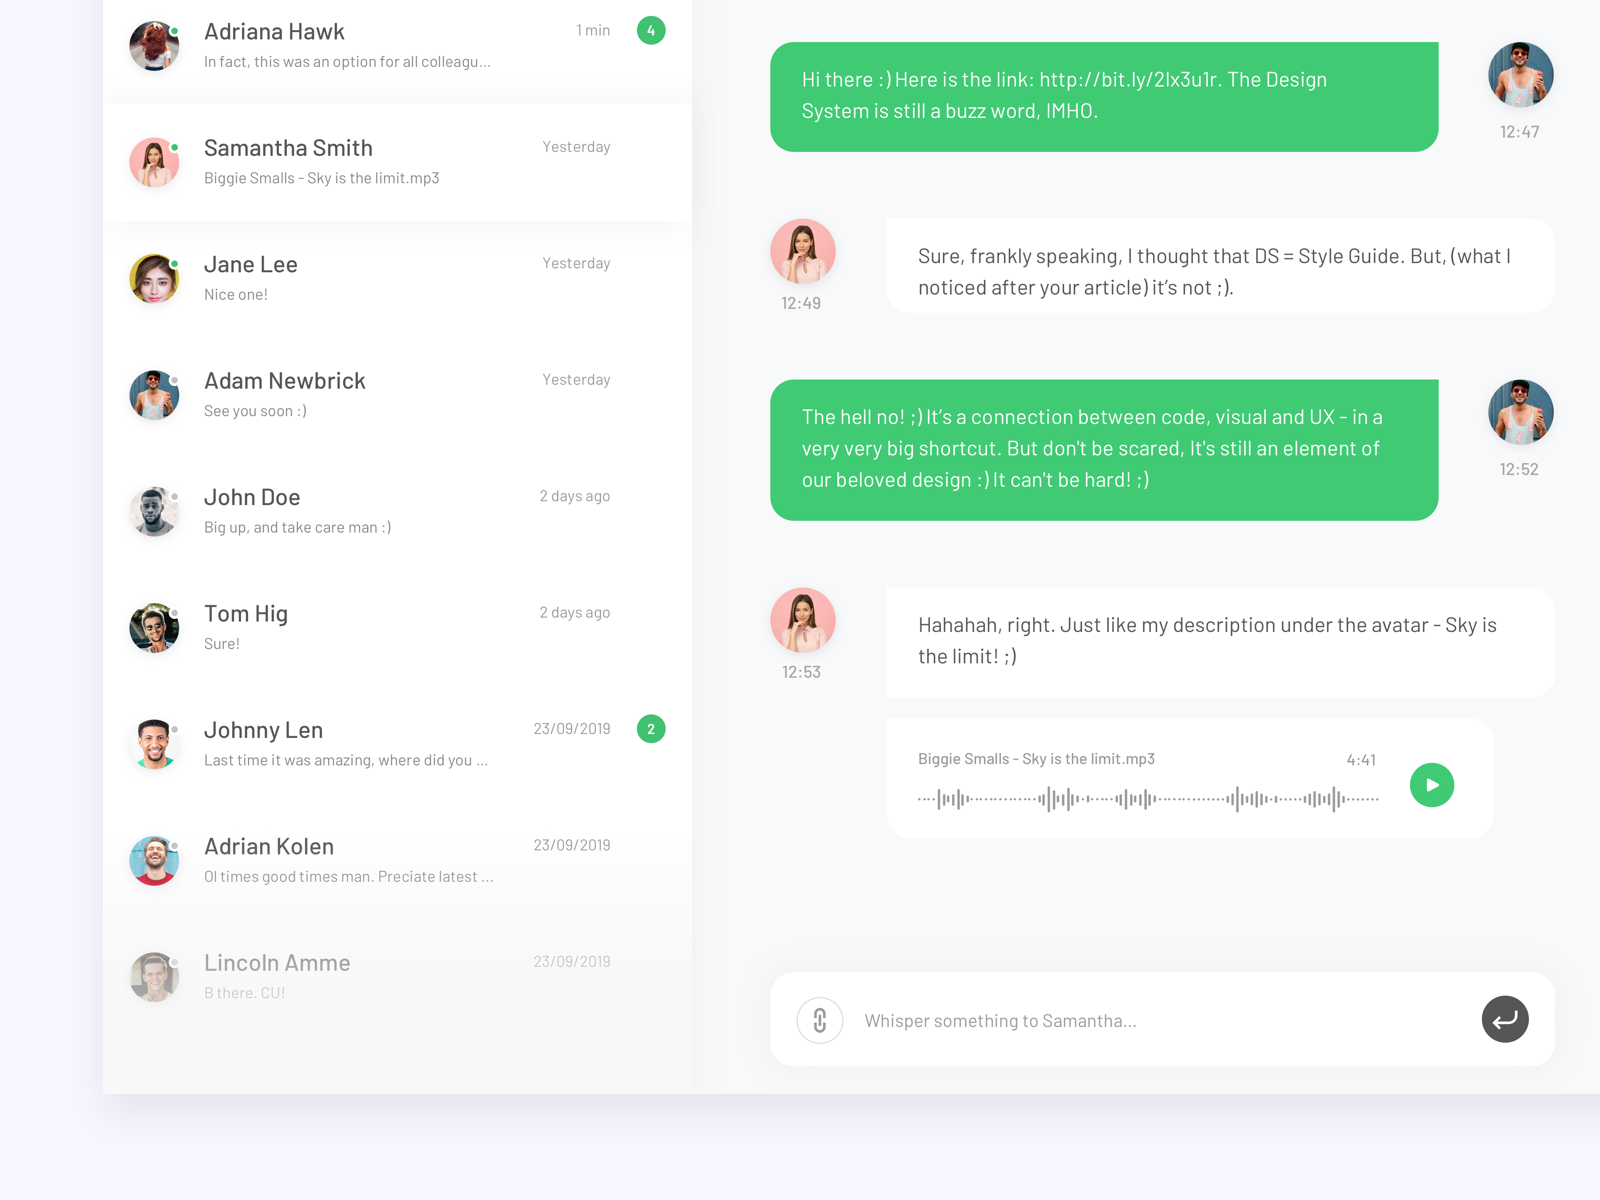 Adriana Hawk
1 min
4
In fact, this was an option for all colleagu...
Samantha Smith
Yesterday
Biggie Smalls - Sky is the limit.mp3
Jane Lee
Yesterday
Nice one!
Adam Newbrick
Yesterday
See you soon :)
John Doe
2 days ago
Big up, and take care man :)
Tom Hig
2 days ago
Sure!
Johnny Len
23/09/2019
2
Last time it was amazing, where did you ...
Adrian Kolen
23/09/2019
Ol times good times man. Preciate latest ...
Lincoln Amme
23/09/2019
B there. CU!
Hi there :) Here is the link: http://bit.ly/2lx3u1r. The Design
System is still a buzz word, IMHO.
12:47
Sure, frankly speaking, I thought that DS = Style Guide. But, (what I
noticed after your article) it’s not ;).
12:49
The hell no! ;) It’s a connection between code, visual and UX - in a
very very big shortcut. But don't be scared, It's still an element of
our beloved design :) It can't be hard! ;)
12:52
Hahahah, right. Just like my description under the avatar - Sky is
the limit! ;)
12:53
Biggie Smalls - Sky is the limit.mp3
4:41
Whisper something to Samantha...